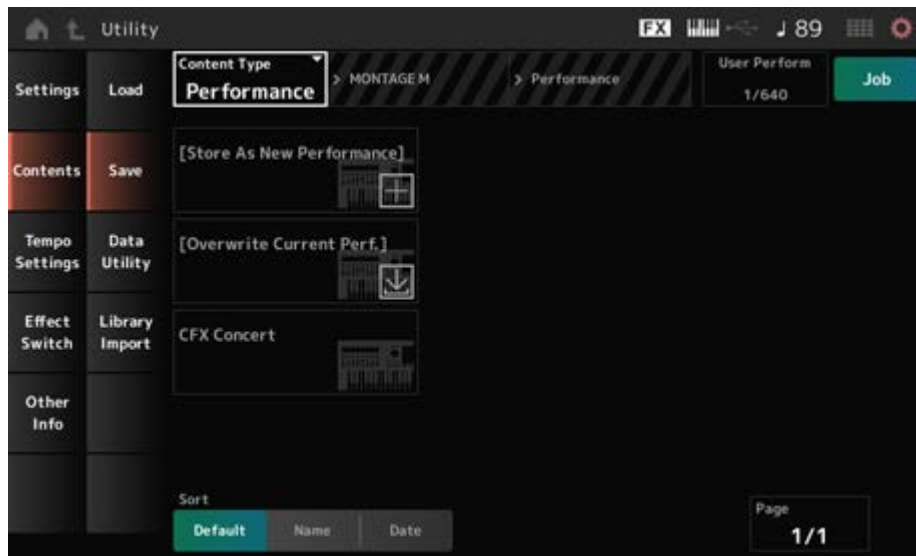 Utility
FX
89
Settings
Load
Content Type
Performance
> MONTAGE M
> Performance
User Perform
1/640
Job
Contents
Save
[Store As New Performance]
Tempo
Settings
Data
Utility
[Overwrite Current Perf.]
Effect
Switch
Library
Import
CFX Concert
Other
Info
Sort
Default
Name
Date
Page
1/1